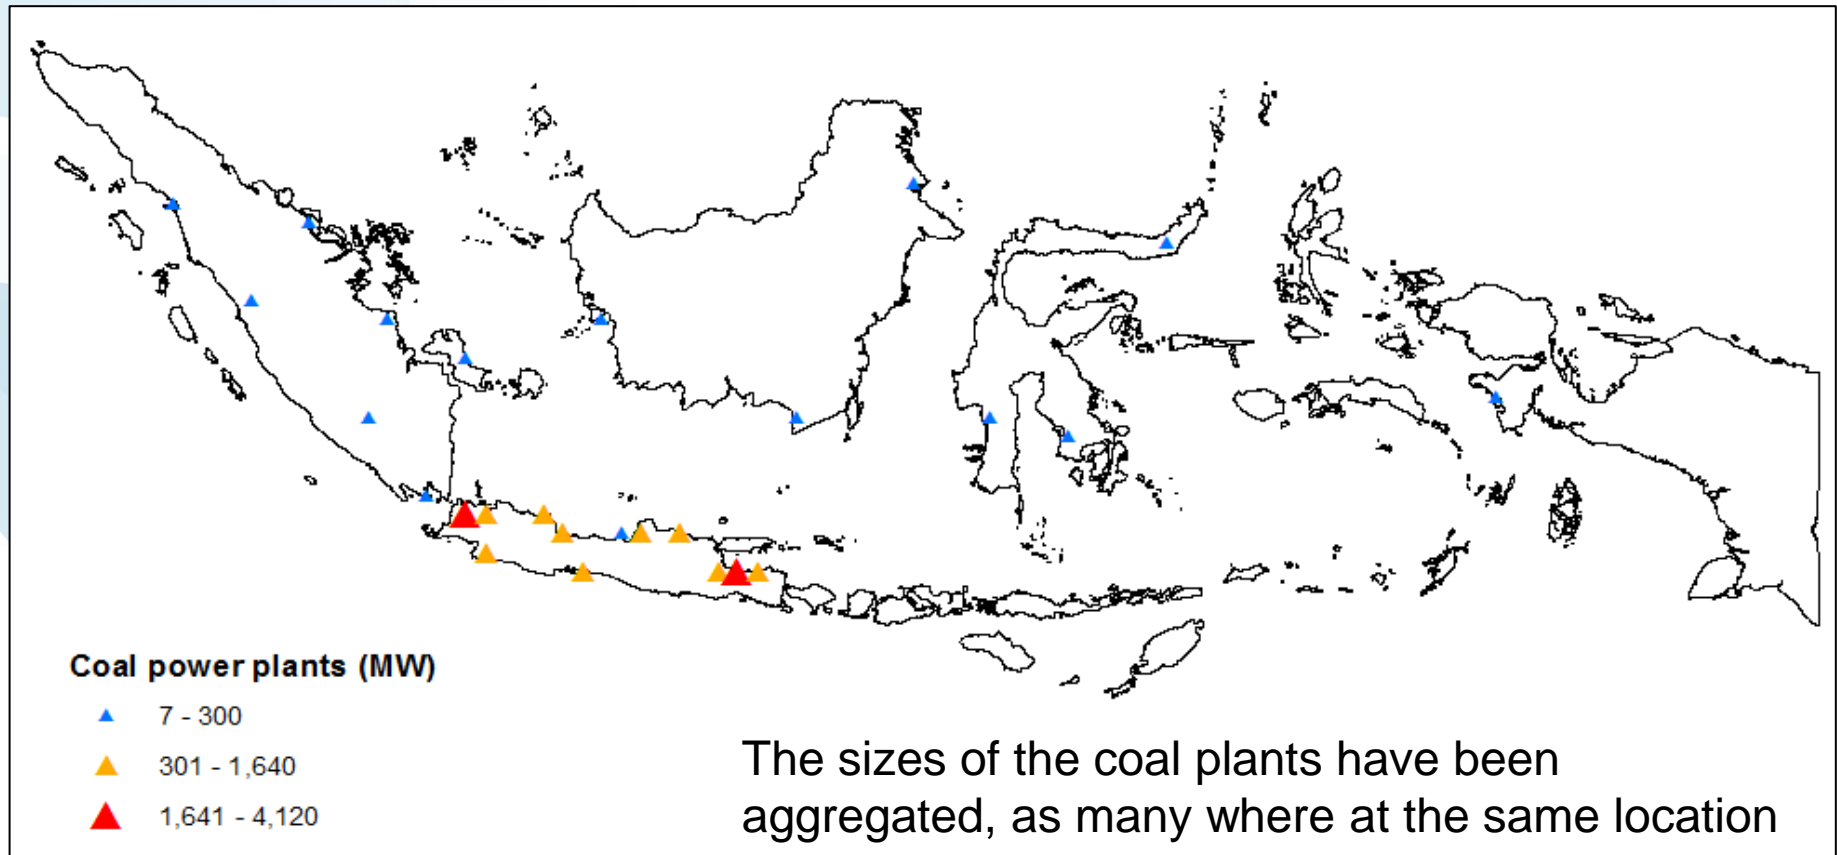 Coal power plants (MW)
7 - 300
301 - 1,640
1,641 - 4,120
The sizes of the coal plants have been
aggregated, as many where at the same location